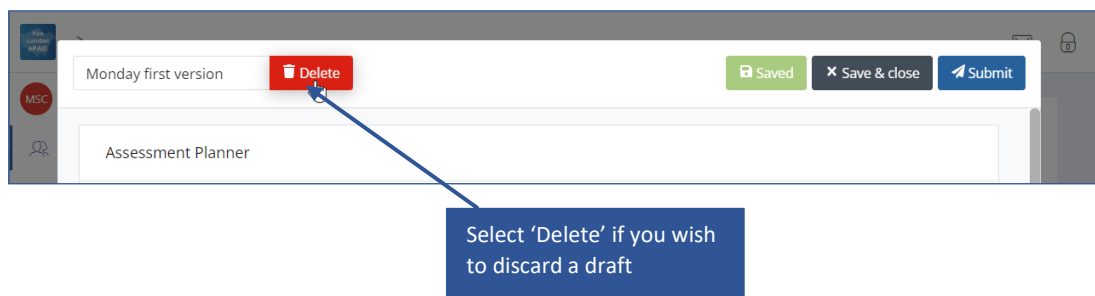 Pan
London
ePAD
Monday first version Delete Saved × Save & close Submit
MSC
Assessment Planner
Select ‘Delete’ if you wish
to discard a draft